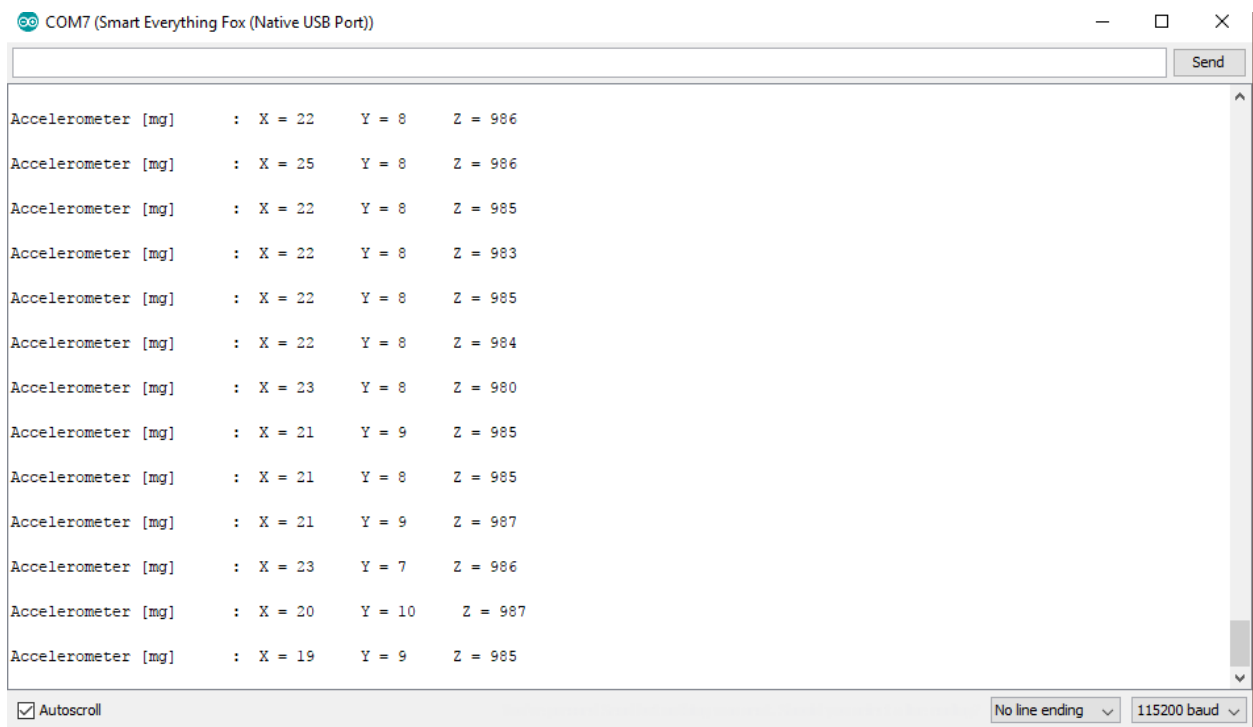 COM7 (Smart Everything Fox (Native USB Port))
Send
Accelerometer [mg] : X = 22 Y = 8 Z = 986
Accelerometer [mg] : X = 25 Y = 8 Z = 986
Accelerometer [mg] : X = 22 Y = 8 Z = 985
Accelerometer [mg] : X = 22 Y = 8 Z = 983
Accelerometer [mg] : X = 22 Y = 8 Z = 985
Accelerometer [mg] : X = 22 Y = 8 Z = 984
Accelerometer [mg] : X = 23 Y = 8 Z = 980
Accelerometer [mg] : X = 21 Y = 9 Z = 985
Accelerometer [mg] : X = 21 Y = 8 Z = 985
Accelerometer [mg] : X = 21 Y = 9 Z = 987
Accelerometer [mg] : X = 23 Y = 7 Z = 986
Accelerometer [mg] : X = 20 Y = 10 Z = 987
Accelerometer [mg] : X = 19 Y = 9 Z = 985
Autoscroll No line ending 115200 baud